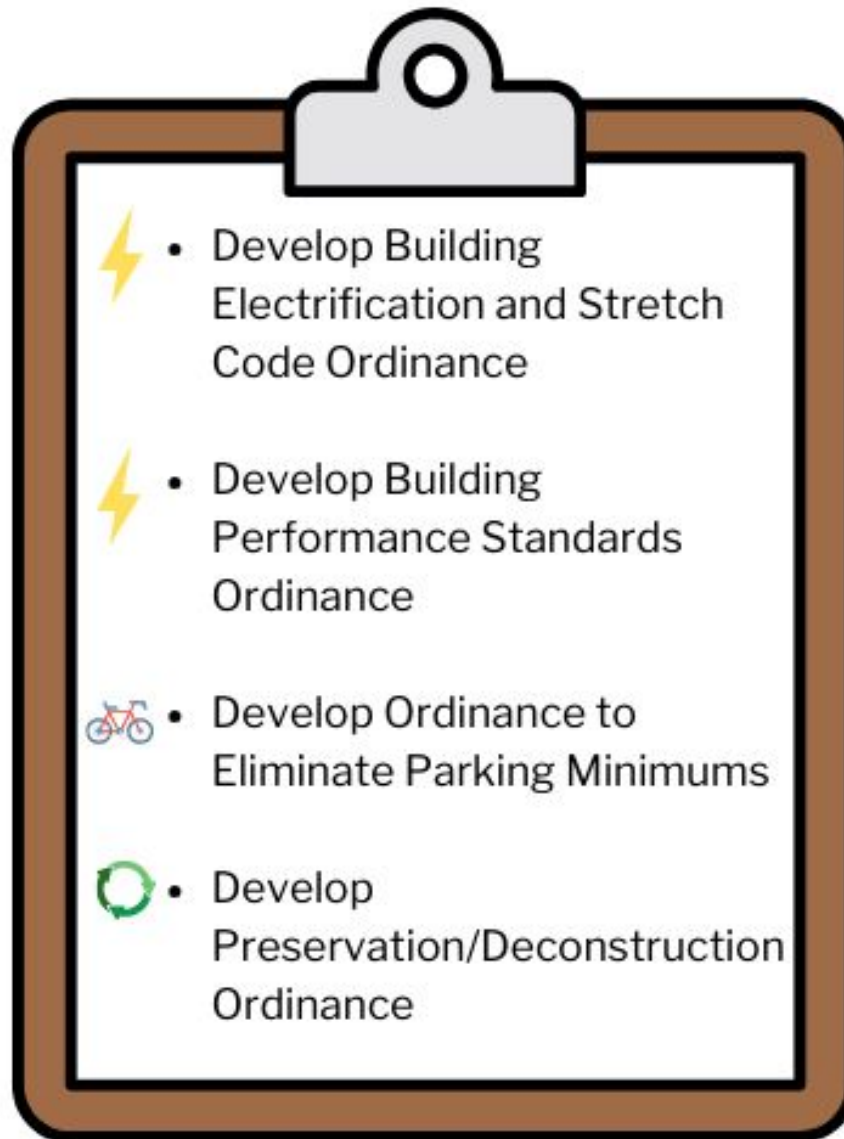 • Develop Building
Electrification and Stretch
Code Ordinance
• Develop Building
Performance Standards
Ordinance
• Develop Ordinance to
Eliminate Parking Minimums
• Develop
Preservation/Deconstruction
Ordinance